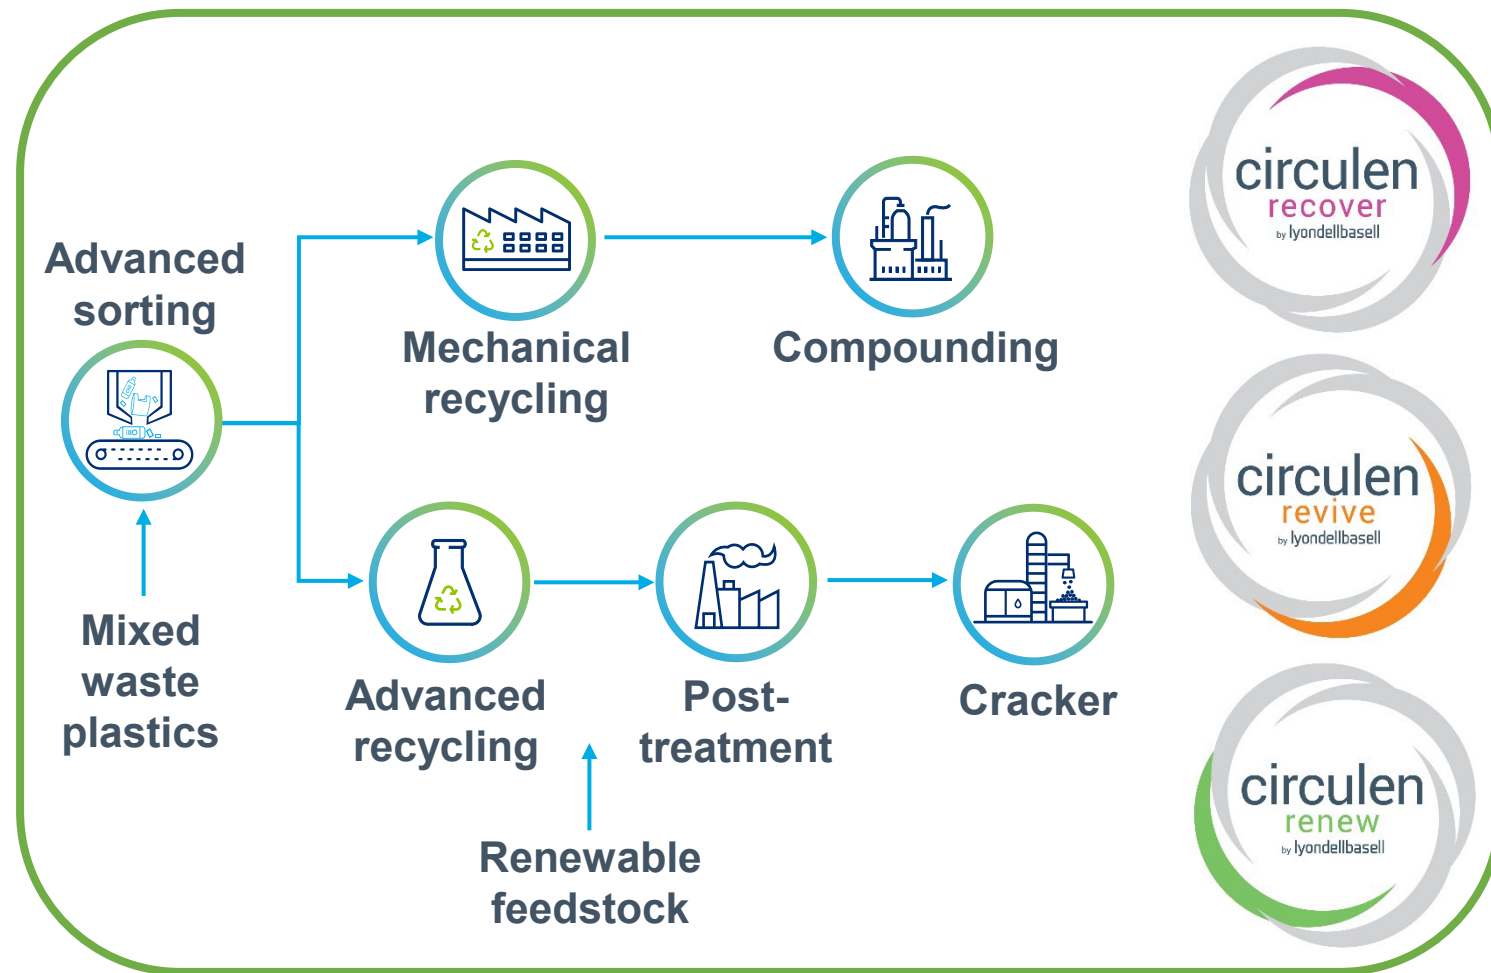 Advanced
sorting
Mixed
waste
plastics
Mechanical
recycling
Compounding
Advanced
recycling
Post-
treatment
Cracker
Renewable
feedstock
circulen
recover
by lyondellbasell
circulen
revive
by lyondellbasell
circulen
renew
by lyondellbasell